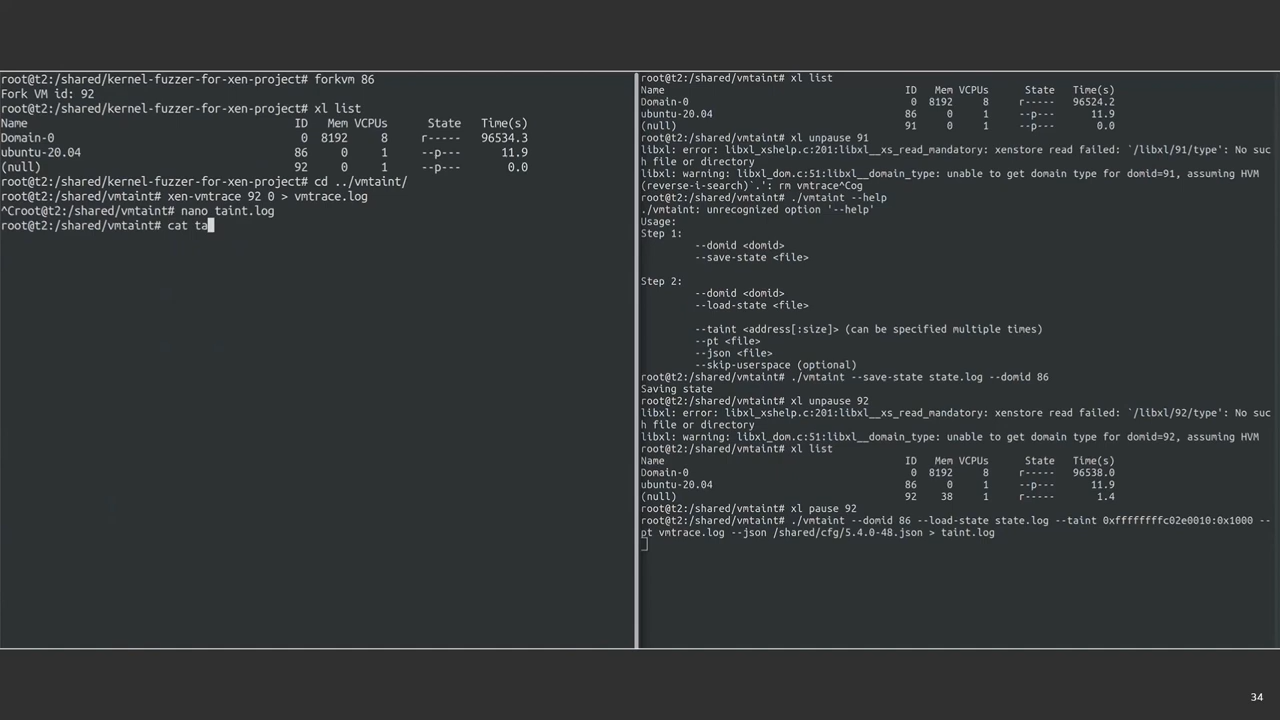 root@t2:/shared/kernel-fuzzer-for-xen-project# forkvm 86
Fork VM id: 92
root@t2:/shared/kernel-fuzzer-for-xen-project# xl list
Name ID Mem VCPUs State Time(s)
Domain-0 0 8192 8 r----- 96534.3
ubuntu-20.04 86 0 1 --p--- 11.9
(null) 92 0 1 --p--- 0.0
root@t2:/shared/kernel-fuzzer-for-xen-project# cd ../vmtaint/
root@t2:/shared/vmtaint# xen-vmtrace 92 0 > vmtrace.log
^Croot@t2:/shared/vmtaint# nano taint.log
root@t2:/shared/vmtaint# cat ta
root@t2:/shared/vmtaint# xl list
Name ID Mem VCPUs State Time(s)
Domain-0 0 8192 8 r----- 96524.2
ubuntu-20.04 86 0 1 --p--- 11.9
(null) 91 0 1 --p--- 0.0
root@t2:/shared/vmtaint# xl unpause 91
libxl: error: libxl_xshelp.c:201:libxl__xs_read_mandatory: xenstore read failed: `/libxl/91/type': No suc
h file or directory
libxl: warning: libxl_dom.c:51:libxl__domain_type: unable to get domain type for domid=91, assuming HVM
(reverse-i-search)`.': rm vmtrace^Cog
root@t2:/shared/vmtaint# ./vmtaint --help
./vmtaint: unrecognized option '--help'
Usage:
Step 1:
--domid <domid>
--save-state <file>
Step 2:
--domid <domid>
--load-state <file>
--taint <address[:size]> (can be specified multiple times)
--pt <file>
--json <file>
--skip-userspace (optional)
root@t2:/shared/vmtaint# ./vmtaint --save-state state.log --domid 86
Saving state
root@t2:/shared/vmtaint# xl unpause 92
libxl: error: libxl_xshelp.c:201:libxl__xs_read_mandatory: xenstore read failed: `/libxl/92/type': No suc
h file or directory
libxl: warning: libxl_dom.c:51:libxl__domain_type: unable to get domain type for domid=92, assuming HVM
root@t2:/shared/vmtaint# xl list
Name ID Mem VCPUs State Time(s)
Domain-0 0 8192 8 r----- 96538.0
ubuntu-20.04 86 0 1 --p--- 11.9
(null) 92 38 1 r----- 1.4
root@t2:/shared/vmtaint# xl pause 92
root@t2:/shared/vmtaint# ./vmtaint --domid 86 --load-state state.log --taint 0xffffffffc02e0010:0x1000 --
pt vmtrace.log --json /shared/cfg/5.4.0-48.json > taint.log
34